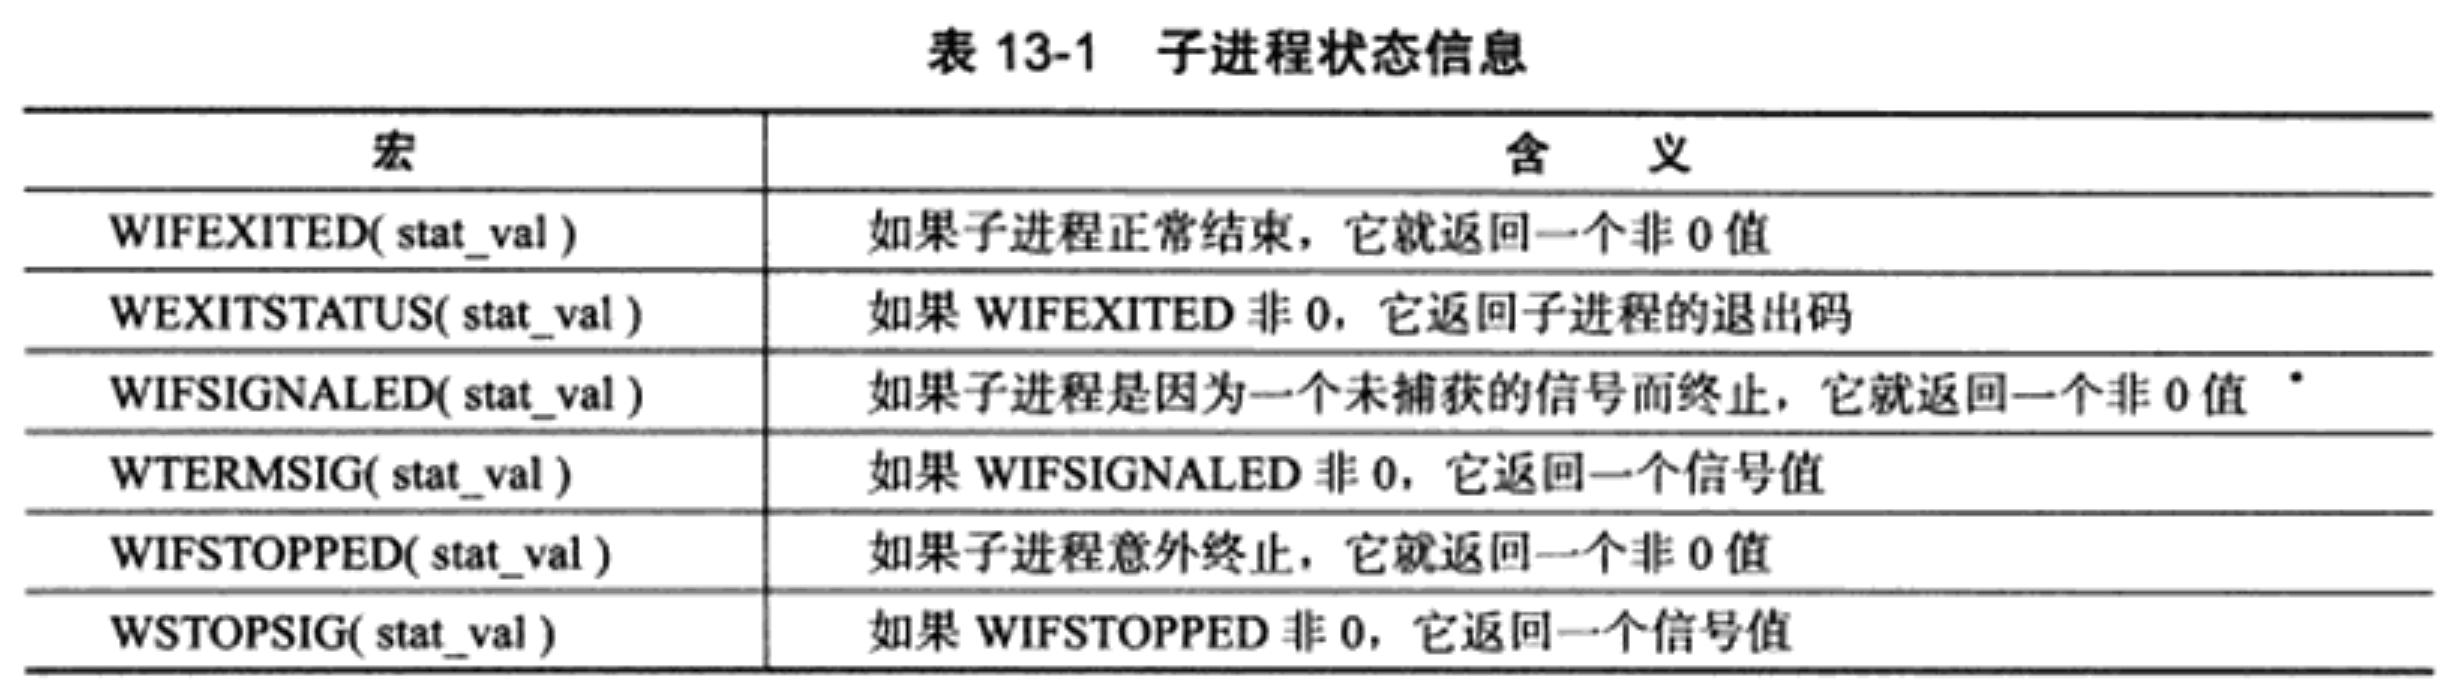 表 13-1 子进程状态信息
宏 含 义
WIFEXITED( stat_val ) 如果子进程正常结束，它就返回一个非 0 值
WEXITSTATUS( stat_val ) 如果 WIFEXITED 非 0，它返回子进程的退出码
WIFSIGNALED( stat_val ) 如果子进程是因为一个未捕获的信号而终止，它就返回一个非 0 值
WTERMSIG( stat_val ) 如果 WIFSIGNALED 非 0，它返回一个信号值
WIFSTOPPED( stat_val ) 如果子进程意外终止，它就返回一个非 0 值
WSTOPSIG( stat_val ) 如果 WIFSTOPPED 非 0，它返回一个信号值